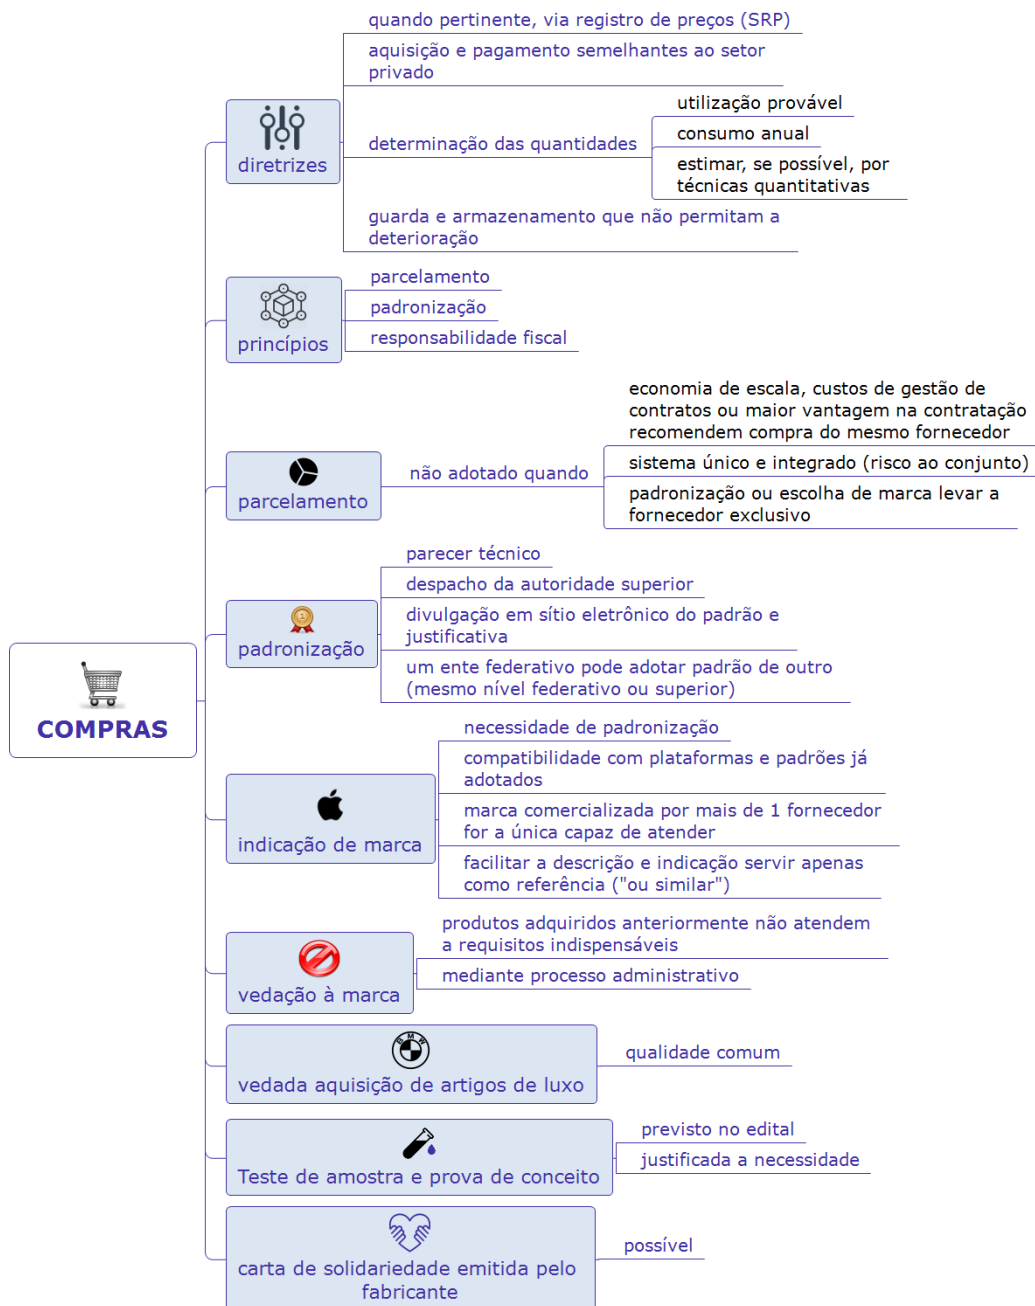 quando pertinente, via registro de preços (SRP)
aquisição e pagamento semelhantes ao setor
privado
diretrizes
determinação das quantidades
utilização provável
consumo anual
estimar, se possível, por
técnicas quantitativas
guarda e armazenamento que não permitam a
deterioração
princípios
parcelamento
padronização
responsabilidade fiscal
parcelamento
não adotado quando
economia de escala, custos de gestão de
contratos ou maior vantagem na contratação
recomendem compra do mesmo fornecedor
sistema único e integrado (risco ao conjunto)
padronização ou escolha de marca levar a
fornecedor exclusivo
padronização
parecer técnico
despacho da autoridade superior
divulgação em sítio eletrônico do padrão e
justificativa
um ente federativo pode adotar padrão de outro
(mesmo nível federativo ou superior)
COMPRAS
indicação de marca
necessidade de padronização
compatibilidade com plataformas e padrões já
adotados
marca comercializada por mais de 1 fornecedor
for a única capaz de atender
facilitar a descrição e indicação servir apenas
como referência ("ou similar")
vedação à marca
produtos adquiridos anteriormente não atendem
a requisitos indispensáveis
mediante processo administrativo
BMW
vedada aquisição de artigos de luxo
qualidade comum
Teste de amostra e prova de conceito
previsto no edital
justificada a necessidade
carta de solidariedade emitida pelo
fabricante
possível